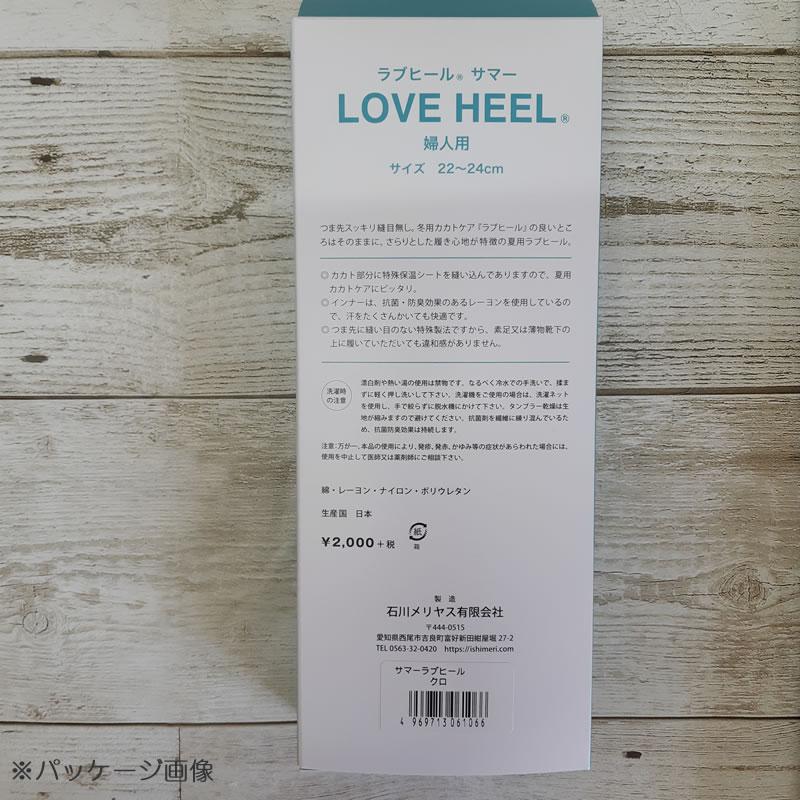 ラブヒール® サマー
LOVE HEEL®
婦人用
サイズ 22～24cm
つま先スッキリ縫目無し、冬用カカトケア『ラブヒール』の良いとこ
ろはそのままに、さらりとした履き心地が特徴の夏用ラブヒール。
◎カカト部分に特殊保温シートを縫い込んでありますので、夏用
カカトケアにピッタリ。
◎インナーは、抗菌・防臭効果のあるレーヨンを使用しているの
で、汗をたくさんかいても快適です。
◎つま先に縫い目のない特殊製法ですから、素足又は薄物靴下の
上に履いていただいても違和感がありません。
洗濯時
の注意
漂白剤や熱い湯の使用は禁物です。なるべく冷水での手洗いで、揉ま
ずに軽く押し洗いして下さい。洗濯機をご使用の場合は、洗濯ネット
を使用し、手で絞らずに脱水機にかけて下さい。タンブラー乾燥は生
地が縮みますので避けてください。抗菌剤を繊維に練り混んでいるた
め、抗菌防臭効果は持続します。
注意：万が一、本品の使用により、発疹、発赤、かゆみ等の症状があらわれた場合には、
使用を中止して医師又は薬剤師にご相談下さい。
綿・レーヨン・ナイロン・ポリウレタン
生産国 日本
¥2,000+税
紙
箱
製造
石川メリヤス有限会社
〒444-0515
愛知県西尾市吉良町富好新田紺屋堀 27-2
TEL 0563-32-0420 https://ishimeri.com
サマーラブヒール
クロ
4 969713 061066
※パッケージ画像